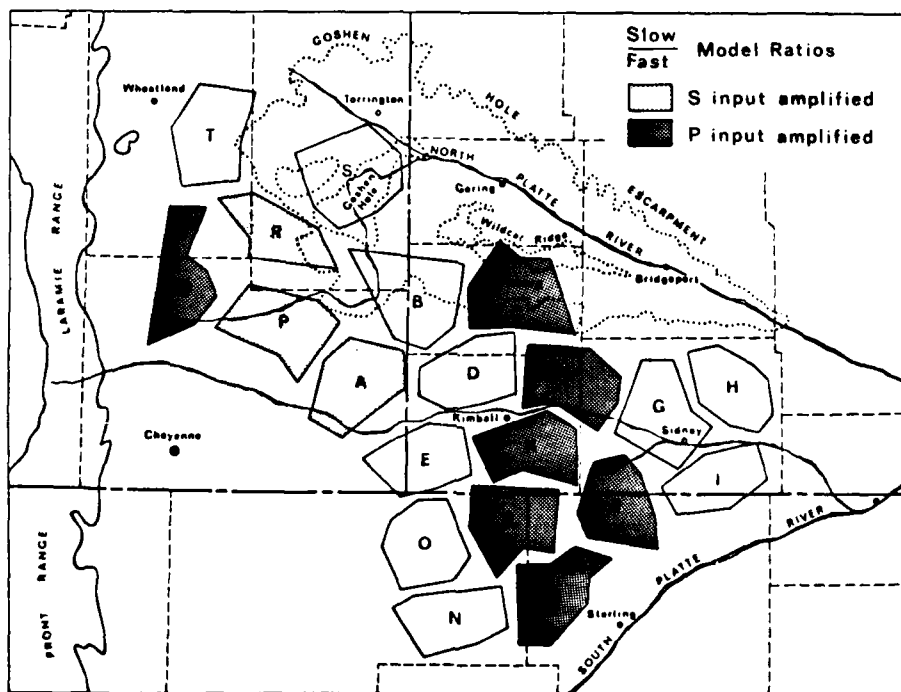 Slow
Fast
Model Ratios
S input amplified
P input amplified
GOSHEN
HOLE
ESCARPMENT
Wheatland
Torrington
T
S
Goshen
Hole
NORTH
PLATTE
RIVER
Gering
Wildcat Ridge
Bridgeport
LARAMIE RANGE
R
B
P
A
D
H
G
Kimball
Sidney
Cheyenne
E
I
O
N
FRONT RANGE
Sterling
SOUTH
PLATTE
RIVER